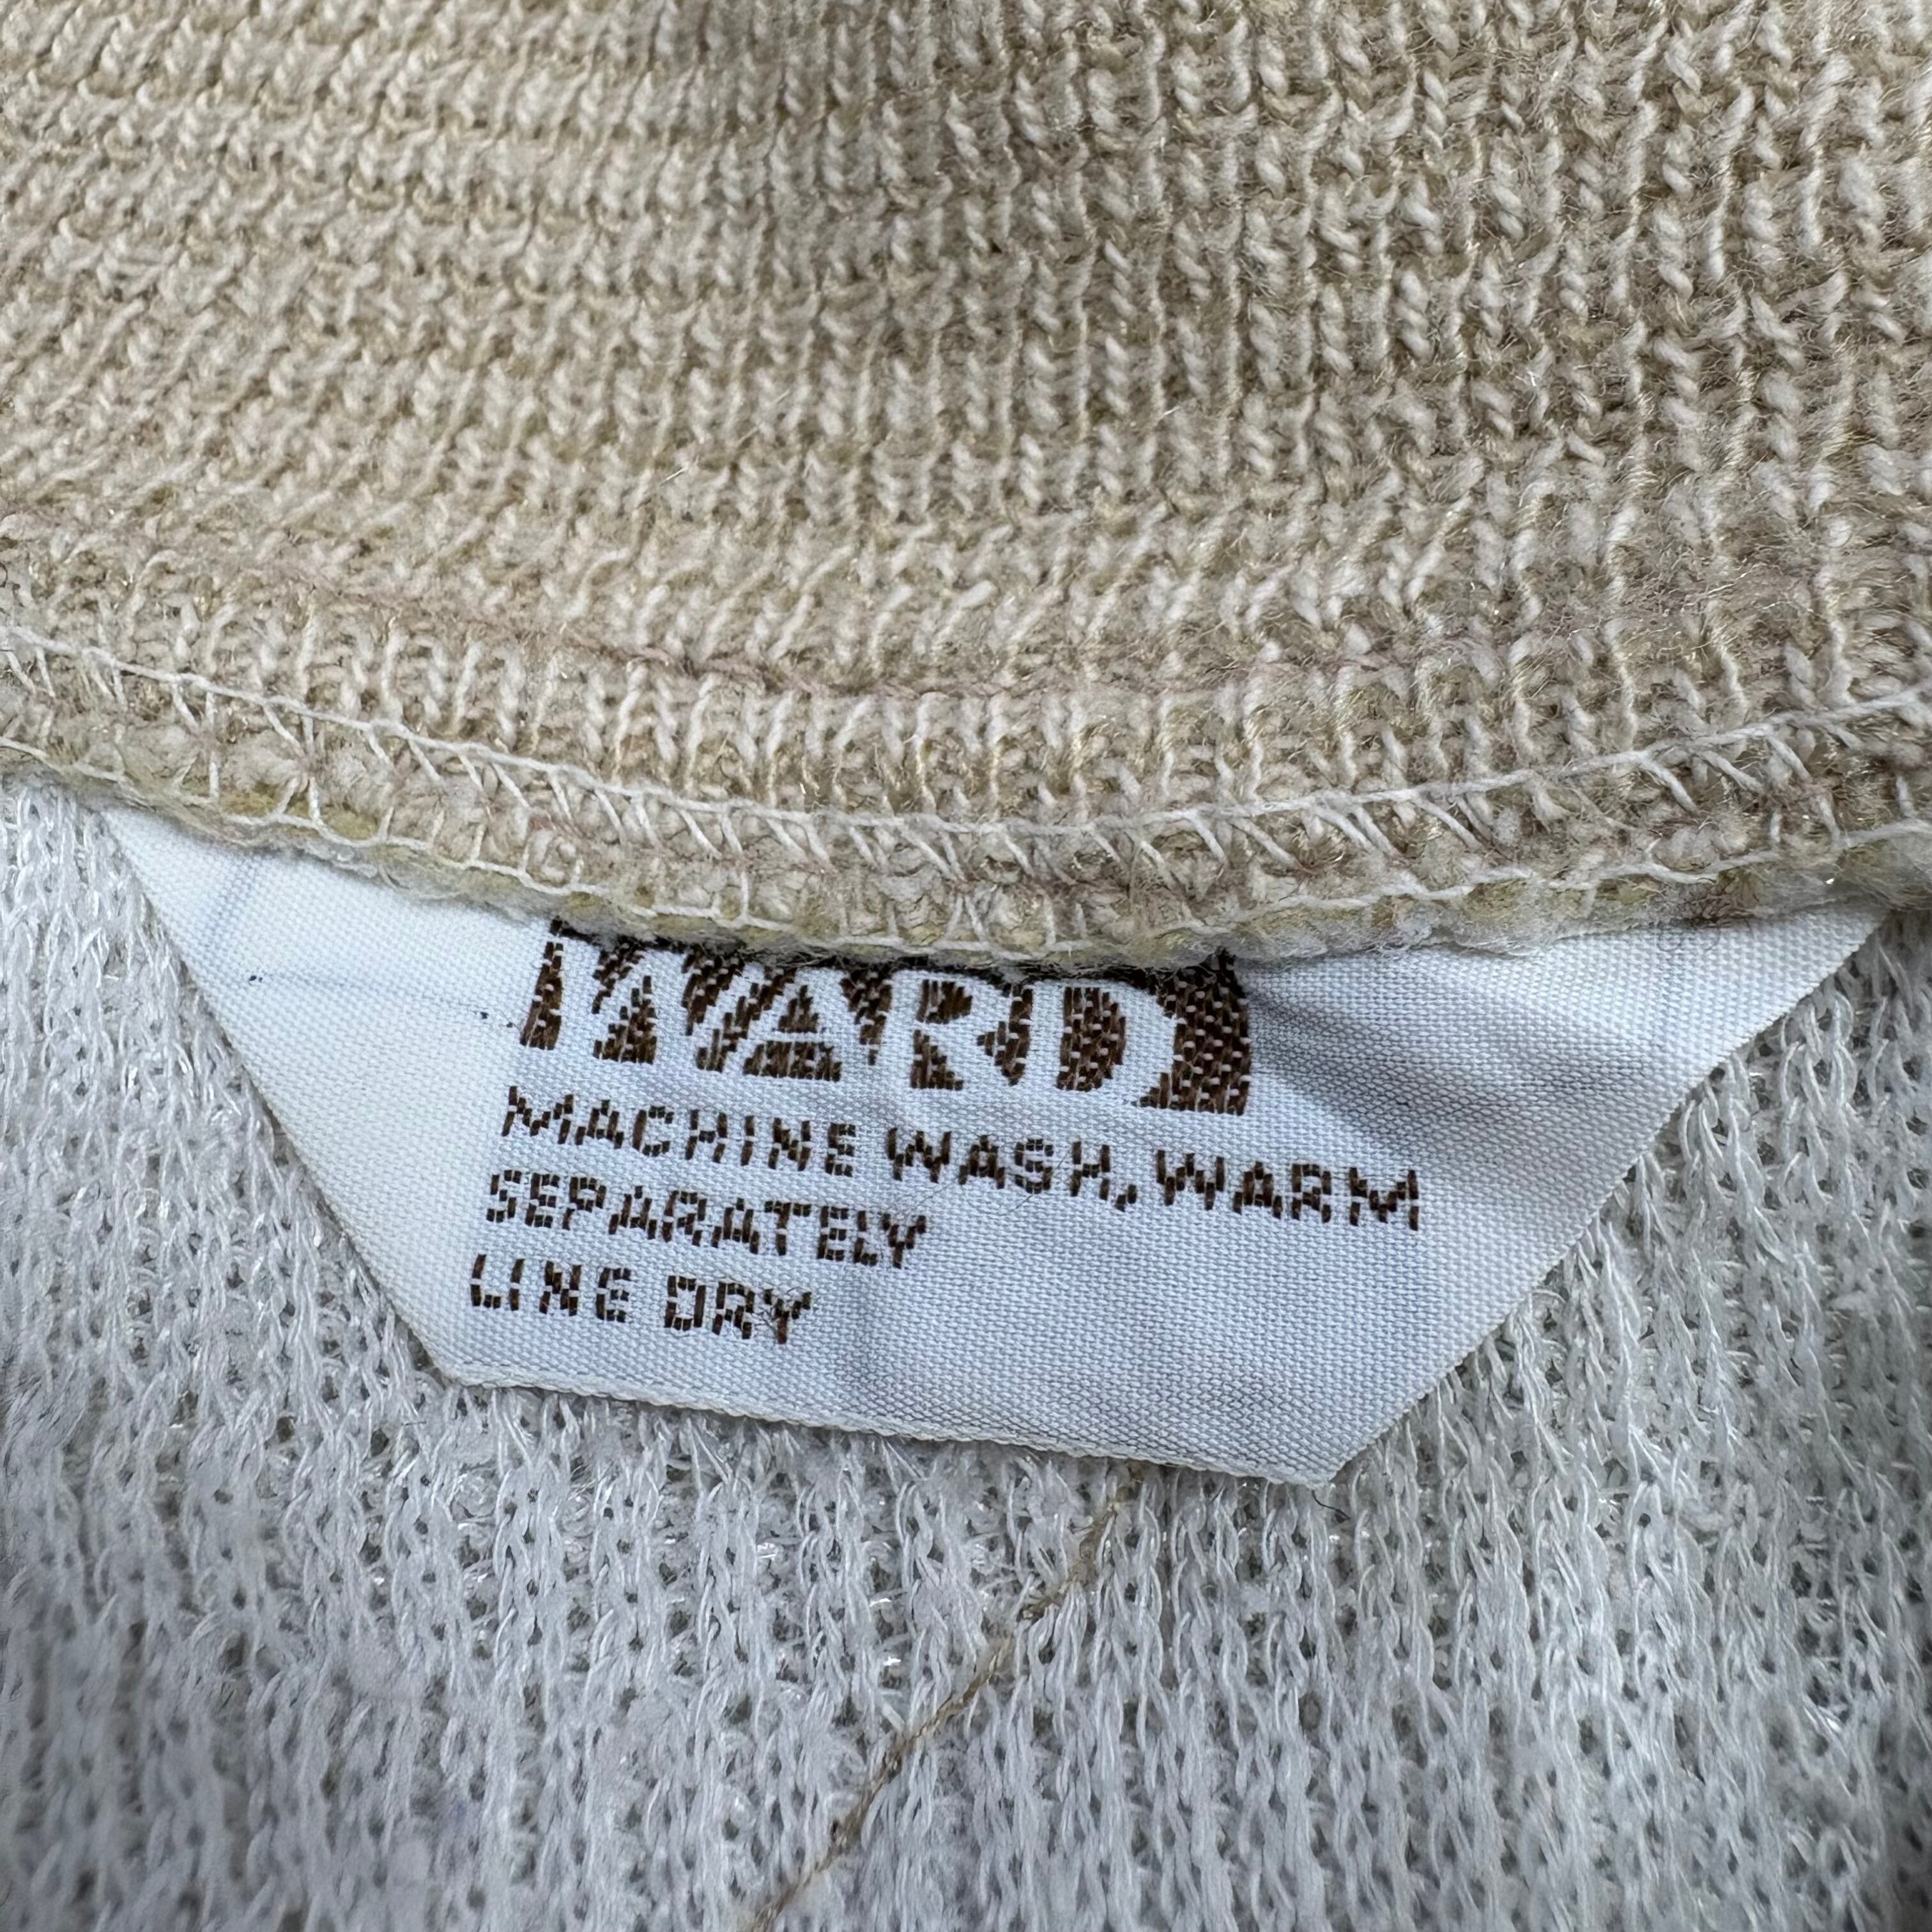 WARD
MACHINE WASH, WARM
SEPARATELY
LINE DRY